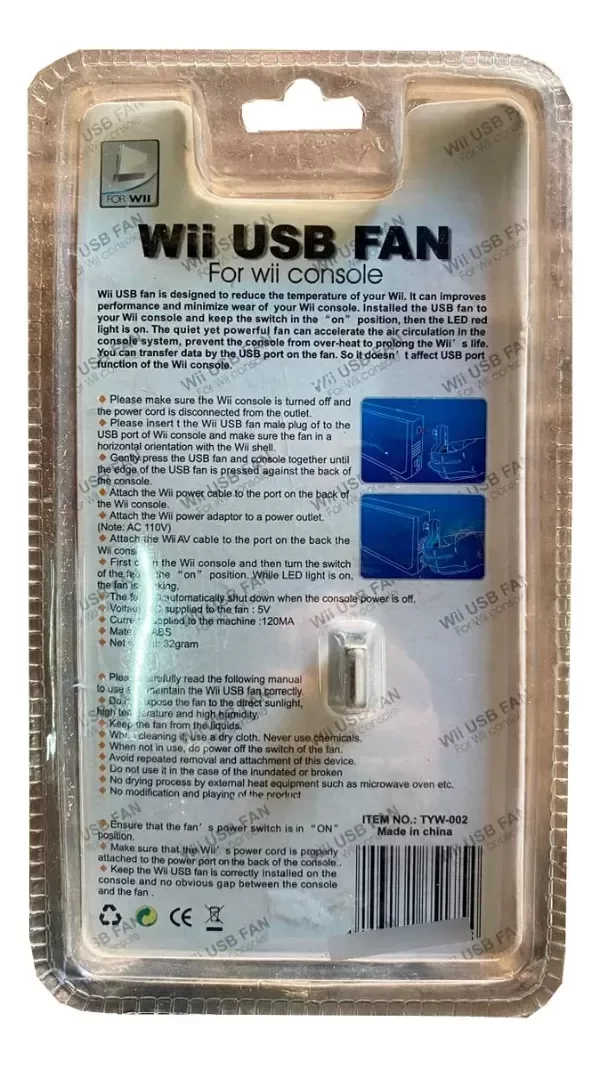 FOR WII
Wii USB FAN
For wii console
Wii USB fan is designed to reduce the temperature of your Wii. It can improves
performance and minimize wear of your Wii console. Installed the USB fan to
your Wii console and keep the switch in the "on" position, then the LED red
light is on. The quiet yet powerful fan can accelerate the air circulation in the
console system, prevent the console from over-heat to prolong the Wii's life.
You can transfer data by the USB port on the fan. So it doesn't affect USB port
function of the Wii console.
Please make sure the Wii console is turned off and
the power cord is disconnected from the outlet.
Please insert t the Wii USB fan male plug of to the
USB port of Wii console and make sure the fan in a
horizontal orientation with the Wii shell.
Gently press the USB fan and console together until
the edge of the USB fan is pressed against the back of
the console.
Attach the Wii power cable to the port on the back of
the Wii console.
Attach the Wii power adaptor to a power outlet.
(Note: AC 110V)
Attach the Wii AV cable to the port on the back the
Wii
First the Wii console and then turn the switch
of the "on" position. While LED light is on,
the fan
The automatically shut down when the console power is off.
supplied to the fan : 5V
supplied to the machine :120MA
ABS
Net 32gram
read the following manual
to use maintain the Wii USB fan correctly.
expose the fan to the direct sunlight,
high and high humidity.
Keep the fan from the liquids.
cleaning it, use a dry cloth. Never use chemicals.
When not in use, do power off the switch of the fan.
Avoid repeated removal and attachment of this device.
Do not use it in the case of the inundated or broken
No drying process by external heat equipment such as microwave oven etc.
No modification and playing of the product
Ensure that the fan's power switch is in "ON"
position.
Make sure that the Wii's power cord is properly
attached to the power port on the back of the console..
Keep the Wii USB fan is correctly installed on the
console and no obvious gap between the console
and the fan .
ITEM NO.: TYW-002
Made in china
CE